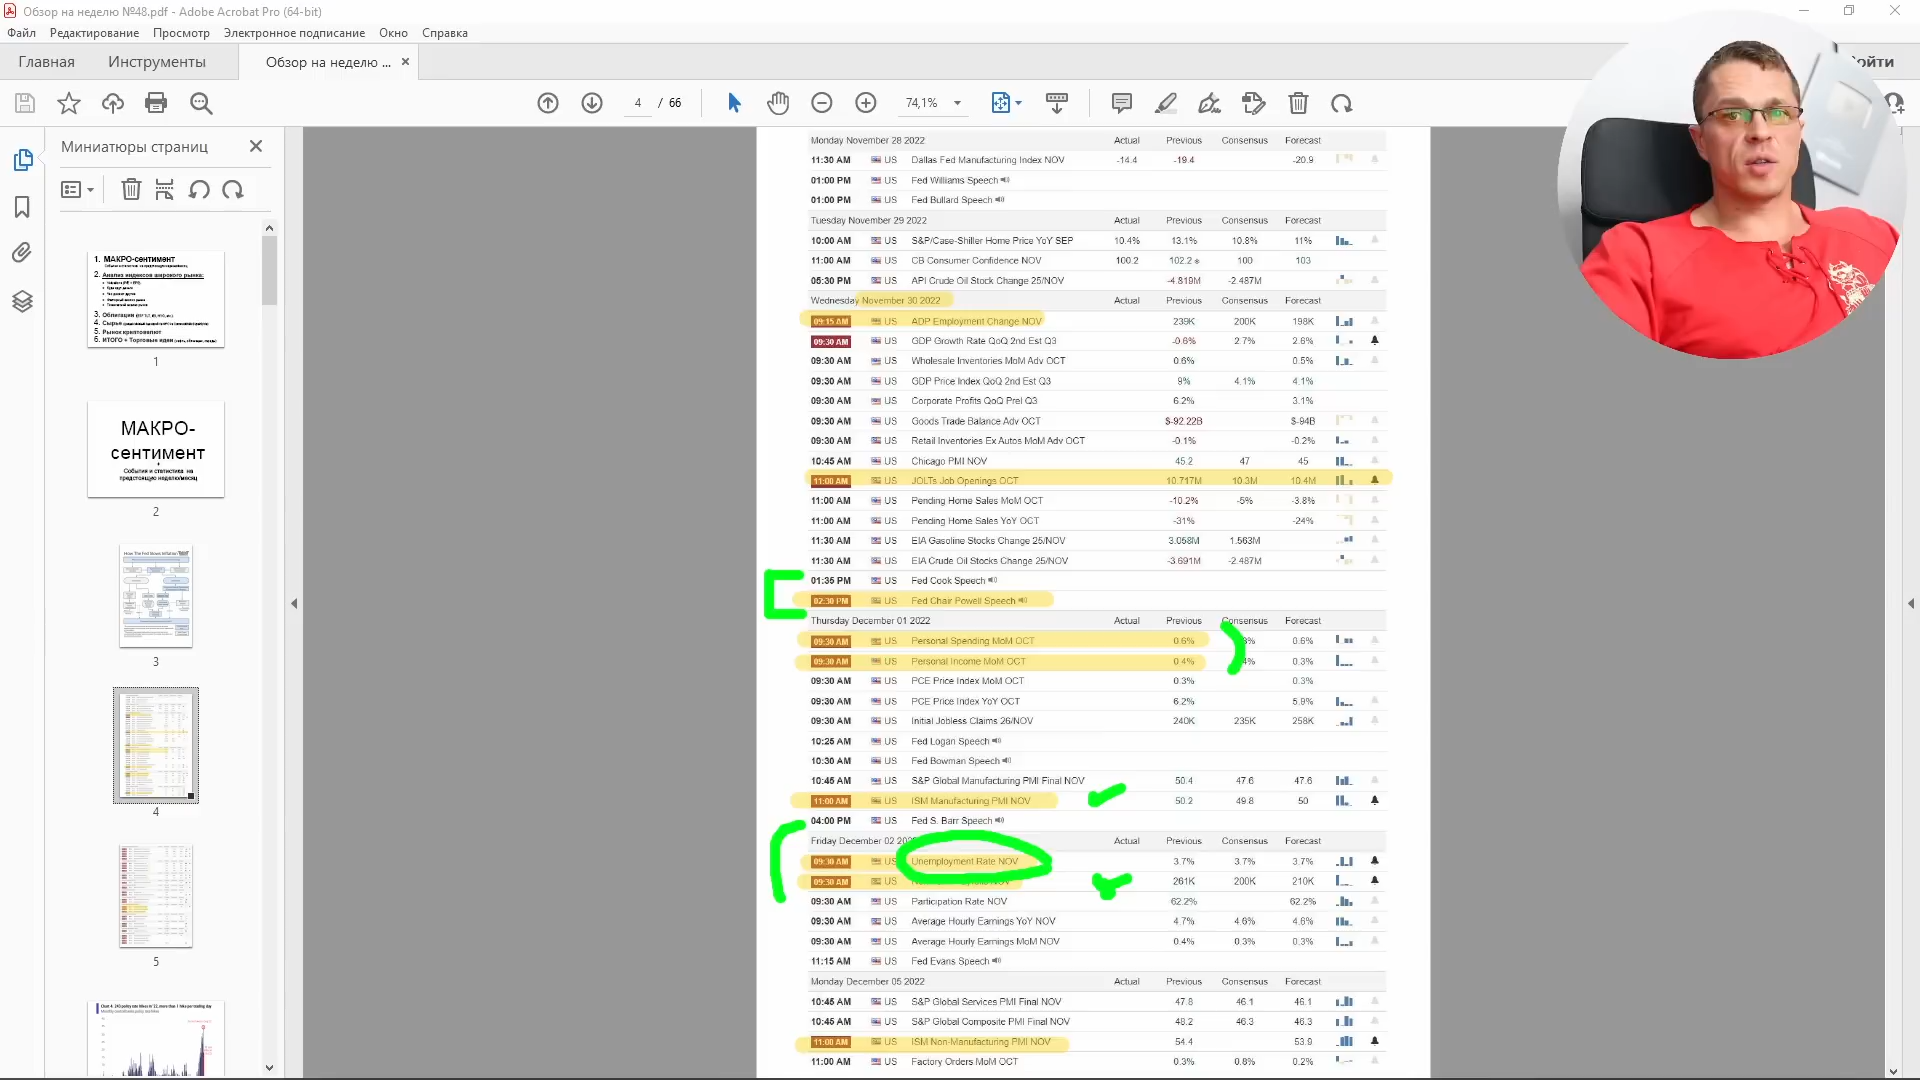 Обзор на неделю №48.pdf - Adobe Acrobat Pro (64-bit)
Файл Редактирование Просмотр Электронное подписание Окно Справка
Главная Инструменты Обзор на неделю ... ×
4 / 66 74,1%
Миниатюры страниц
1. МАКРО-сентимент
2. Анализ индексов широкого рынка:
1
МАКРО-
сентимент
События и статистика на
предстоящую неделю/месяц
2
3
4
5
Monday November 28 2022 Actual Previous Consensus Forecast
11:30 AM US Dallas Fed Manufacturing Index NOV -14.4 -19.4 -20.9
01:00 PM US Fed Williams Speech
01:00 PM US Fed Bullard Speech
Tuesday November 29 2022 Actual Previous Consensus Forecast
10:00 AM US S&P/Case-Shiller Home Price YoY SEP 10.4% 13.1% 10.8% 11%
11:00 AM US CB Consumer Confidence NOV 100.2 102.2 100 103
05:30 PM US API Crude Oil Stock Change 25/NOV -4.819M -2.487M
Wednesday November 30 2022 Actual Previous Consensus Forecast
09:15 AM US ADP Employment Change NOV 239K 200K 198K
09:30 AM US GDP Growth Rate QoQ 2nd Est Q3 -0.6% 2.7% 2.6%
09:30 AM US Wholesale Inventories MoM Adv OCT 0.6% 0.5%
09:30 AM US GDP Price Index QoQ 2nd Est Q3 9% 4.1% 4.1%
09:30 AM US Corporate Profits QoQ Prel Q3 6.2% 3.1%
09:30 AM US Goods Trade Balance Adv OCT $-92.22B $-94B
09:30 AM US Retail Inventories Ex Autos MoM Adv OCT -0.1% -0.2%
10:45 AM US Chicago PMI NOV 45.2 47 45
11:00 AM US JOLTs Job Openings OCT 10.717M 10.3M 10.4M
11:00 AM US Pending Home Sales MoM OCT -10.2% -5% -3.8%
11:00 AM US Pending Home Sales YoY OCT -31% -24%
11:30 AM US EIA Gasoline Stocks Change 25/NOV 3.058M 1.563M
11:30 AM US EIA Crude Oil Stocks Change 25/NOV -3.691M -2.487M
01:35 PM US Fed Cook Speech
02:30 PM US Fed Chair Powell Speech
Thursday December 01 2022 Actual Previous Consensus Forecast
09:30 AM US Personal Spending MoM OCT 0.6% 0.6%
09:30 AM US Personal Income MoM OCT 0.4% 0.3%
09:30 AM US PCE Price Index MoM OCT 0.3% 0.3%
09:30 AM US PCE Price Index YoY OCT 6.2% 5.9%
09:30 AM US Initial Jobless Claims 26/NOV 240K 235K 258K
10:25 AM US Fed Logan Speech
10:30 AM US Fed Bowman Speech
10:45 AM US S&P Global Manufacturing PMI Final NOV 50.4 47.6 47.6
11:00 AM US ISM Manufacturing PMI NOV 50.2 49.8 50
04:00 PM US Fed S. Barr Speech
Friday December 02
09:30 AM US Unemployment Rate NOV 3.7% 3.7% 3.7%
09:30 AM US NOV 261K 200K 210K
09:30 AM US Participation Rate NOV 62.2% 62.2%
09:30 AM US Average Hourly Earnings YoY NOV 4.7% 4.6% 4.6%
09:30 AM US Average Hourly Earnings MoM NOV 0.4% 0.3% 0.3%
11:15 AM US Fed Evans Speech
Monday December 05 2022 Actual Previous Consensus Forecast
10:45 AM US S&P Global Services PMI Final NOV 47.8 46.1 46.1
10:45 AM US S&P Global Composite PMI Final NOV 48.2 46.3 46.3
11:00 AM US ISM Non-Manufacturing PMI NOV 54.4 53.9
11:00 AM US Factory Orders MoM OCT 0.3% 0.8% 0.2%